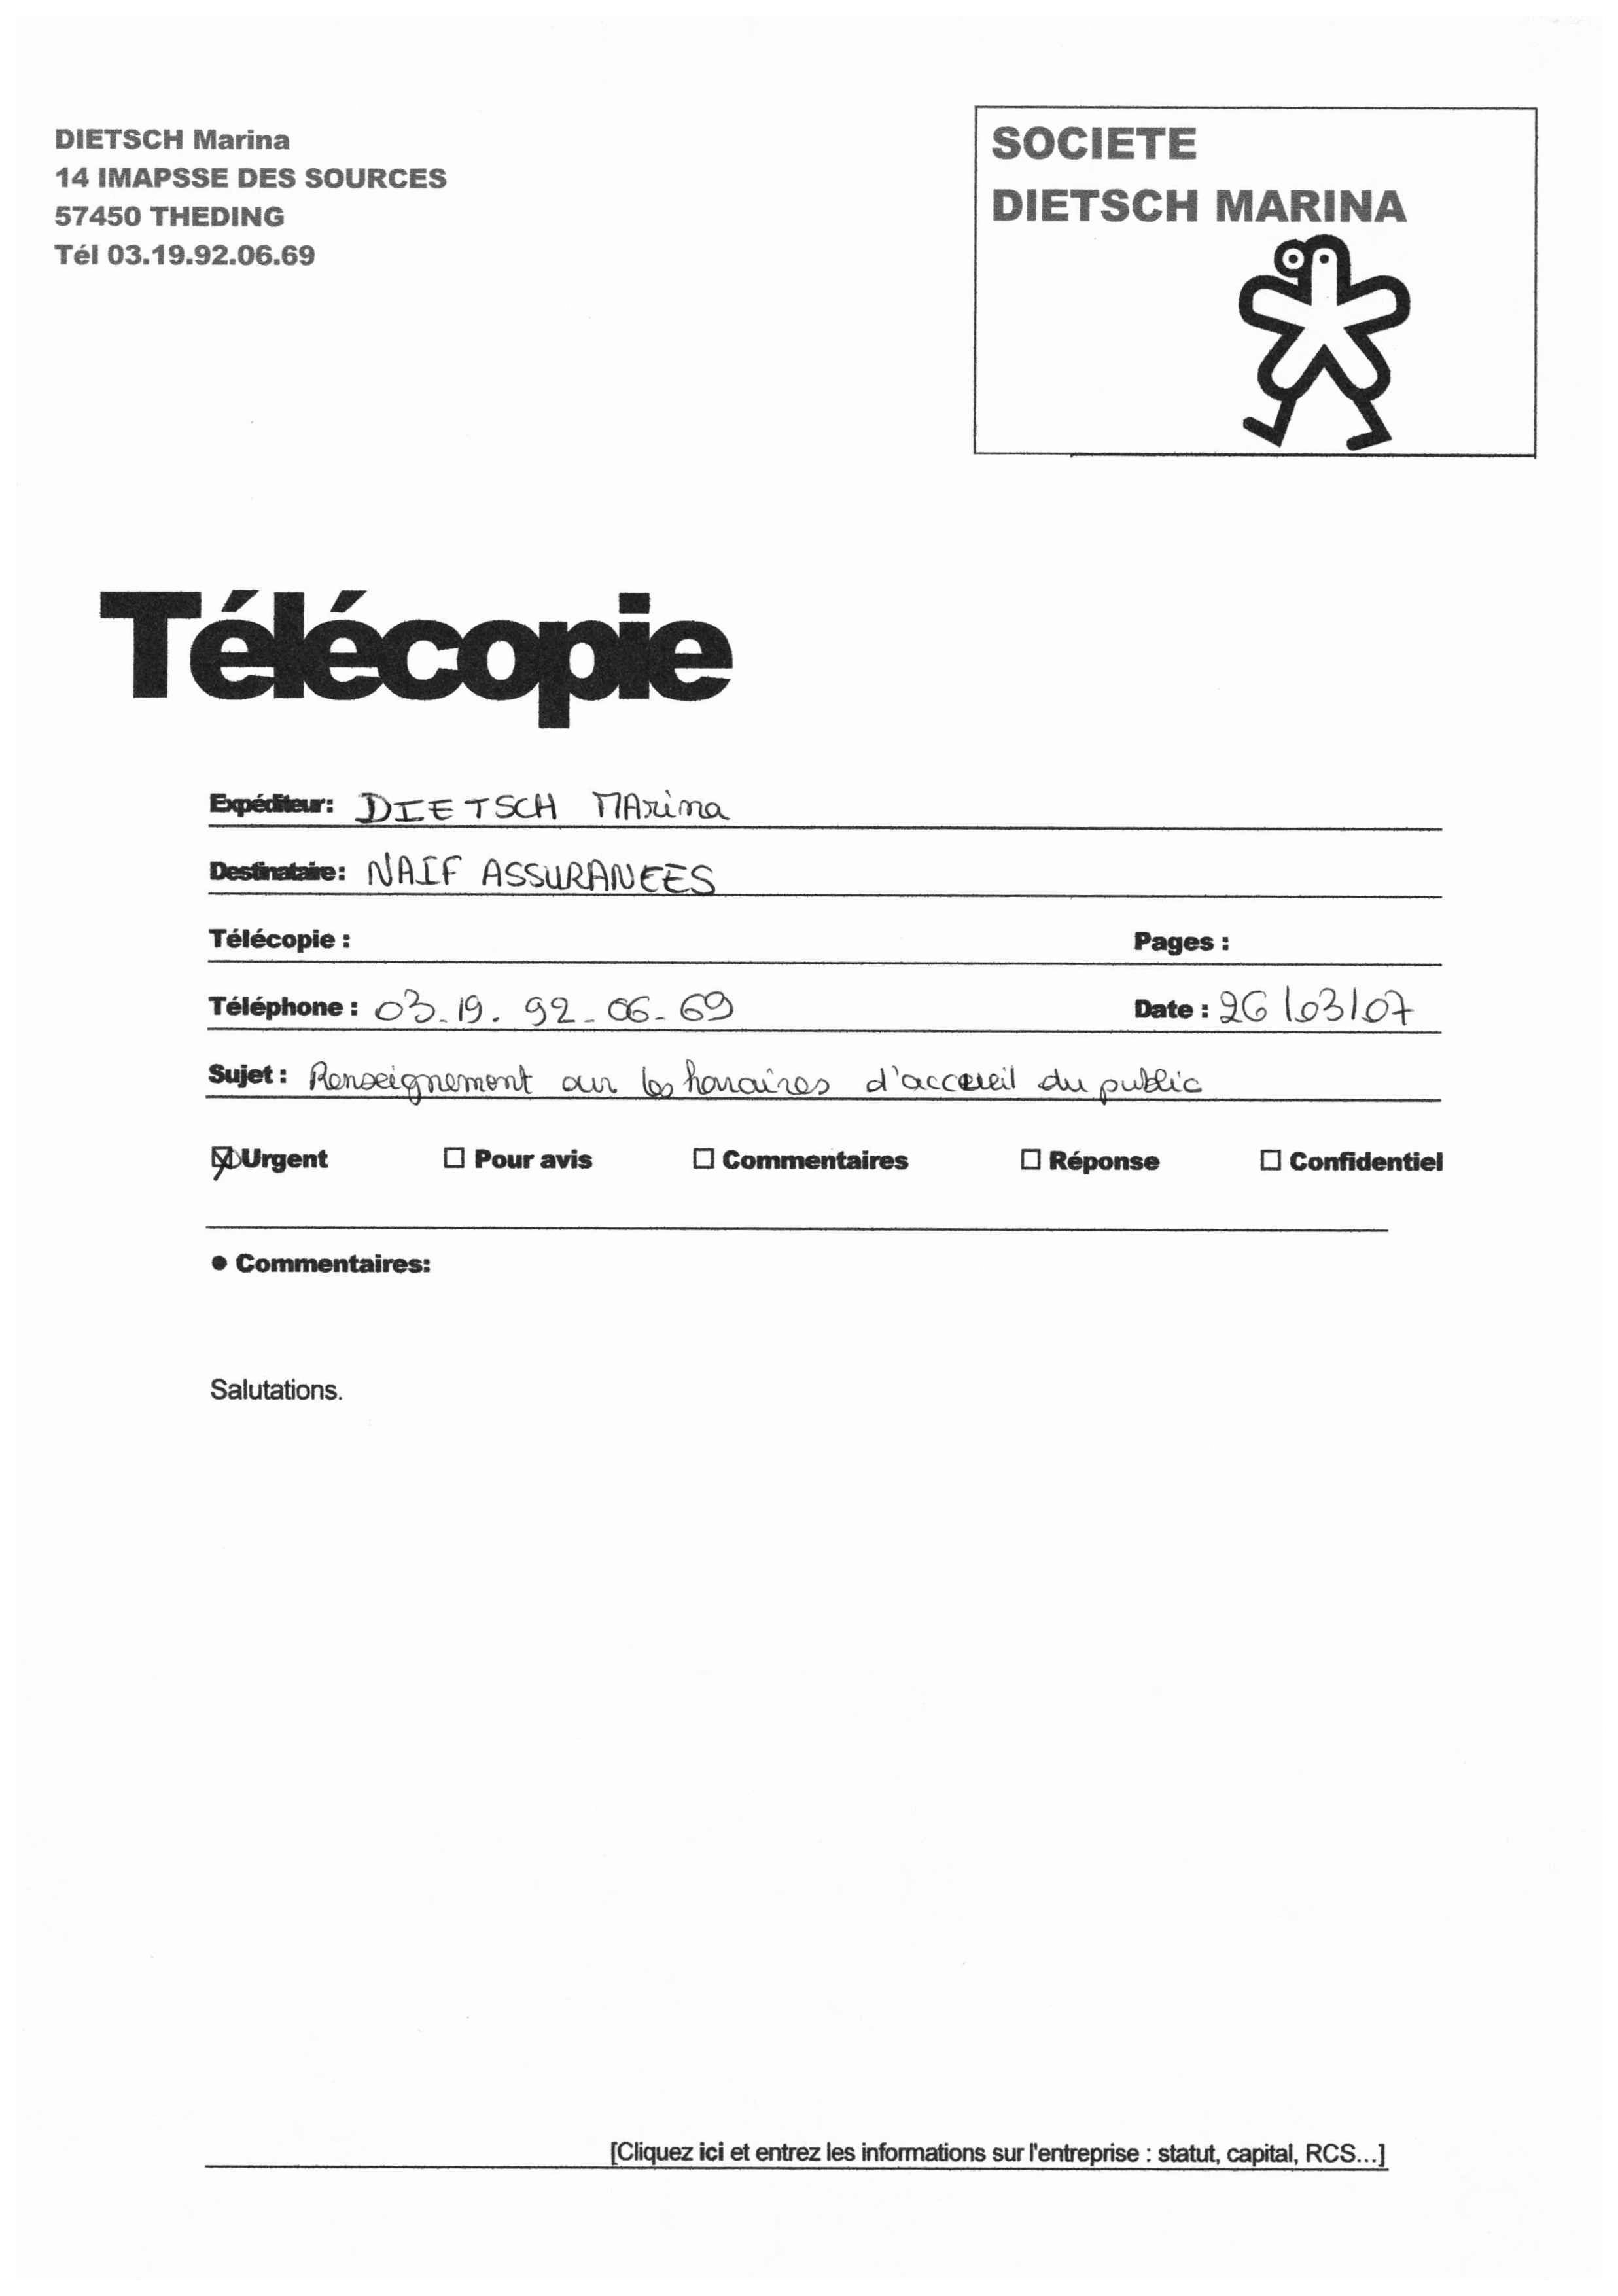 DIETSCH Marina
14 IMAPSSE DES SOURCES
57450 THEDING
Tél 03.19.92.06.69
SOCIETE
DIETSCH MARINA
Télécopie
Expéditeur: DIETSCH MArina
Destinataire: NAIF ASSURANCES
Télécopie :
Pages :
Téléphone : 03.19.92.06.69
Date : 26/03/07
Sujet : Renseignement sur les horaires d'accueil du public
Urgent
Pour avis
Commentaires
Réponse
Confidentiel
• Commentaires:
Salutations.
[Cliquez ici et entrez les informations sur l'entreprise : statut, capital, RCS...]